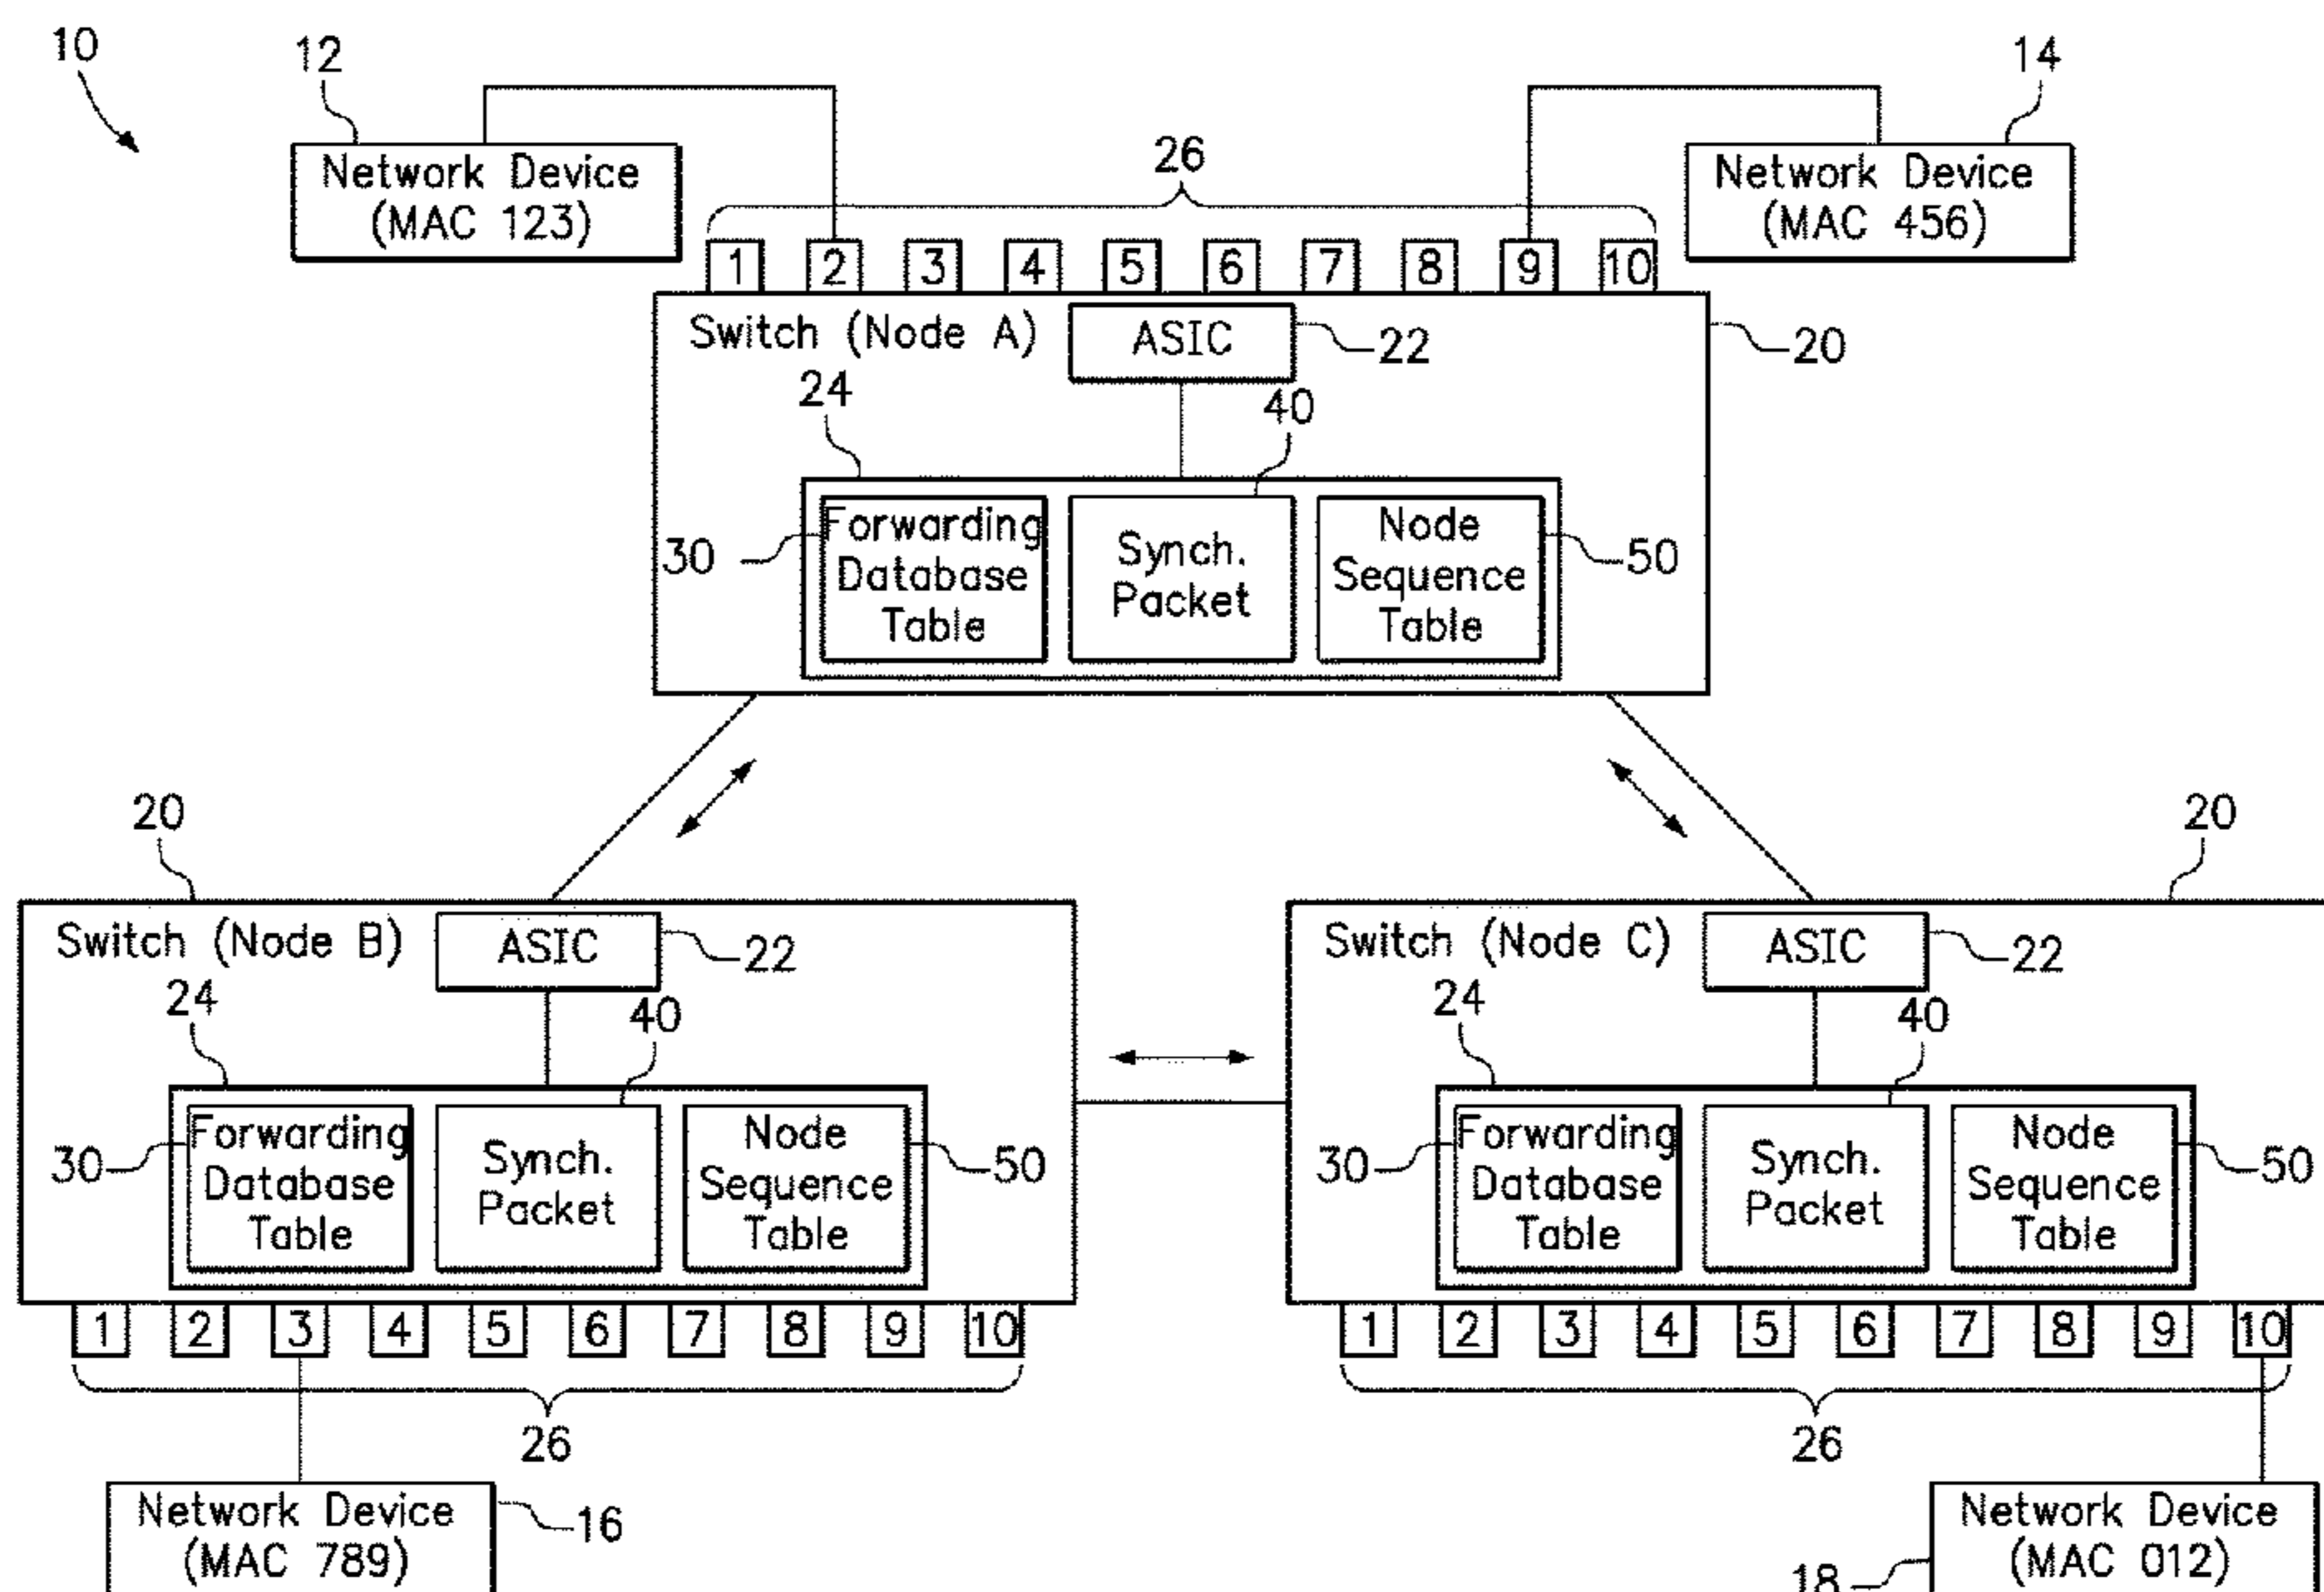 10
12
14
Network Device
(MAC 123)
26
Network Device
(MAC 456)
1 2 3 4 5 6 7 8 9 10
Switch (Node A)
ASIC
22
20
24
40
30
Forwarding
Database
Table
Synch.
Packet
Node
Sequence
Table
50
20
20
Switch (Node B)
ASIC
22
24
40
30
Forwarding
Database
Table
Synch.
Packet
Node
Sequence
Table
50
1 2 3 4 5 6 7 8 9 10
26
Network Device
(MAC 789)
16
Switch (Node C)
ASIC
22
24
40
30
Forwarding
Database
Table
Synch.
Packet
Node
Sequence
Table
50
1 2 3 4 5 6 7 8 9 10
26
Network Device
(MAC 012)
18